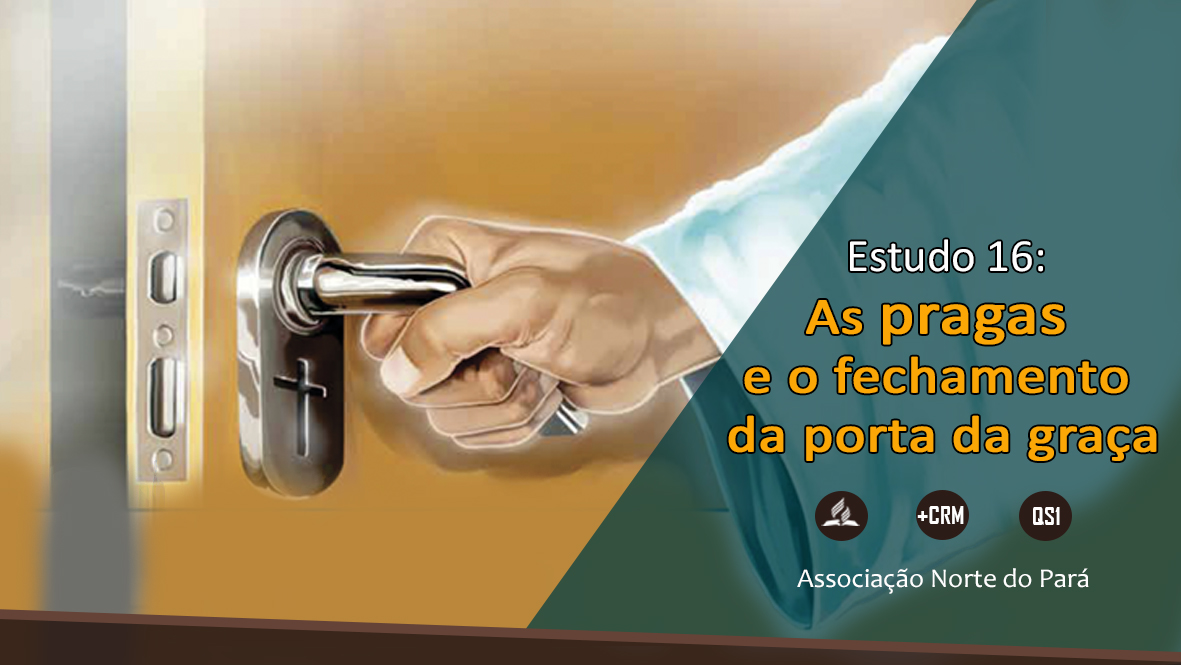 Estudo 16:
As pragas
e o fechamento
da porta da graça
+CRM
QS1
Associação Norte do Pará